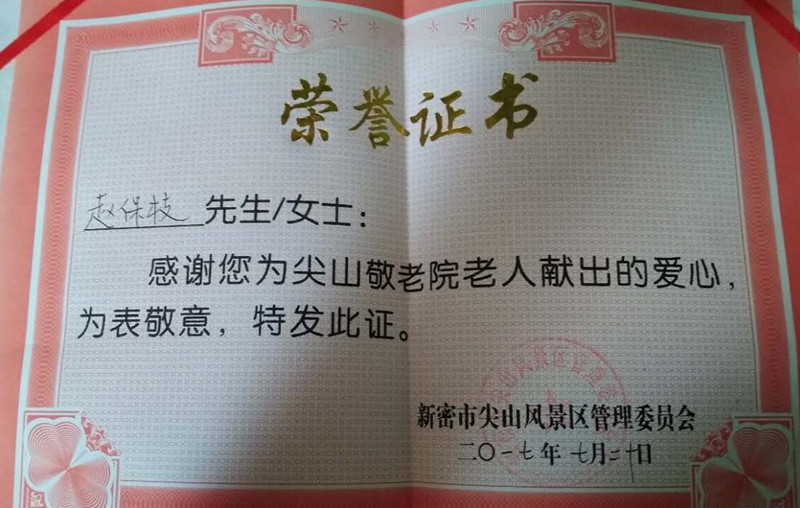 荣誉证书
赵保枝 先生/女士：
感谢您为尖山敬老院老人献出的爱心，
为表敬意，特发此证。
新密市尖山风景区管理委员会
二〇一七年七月二十日